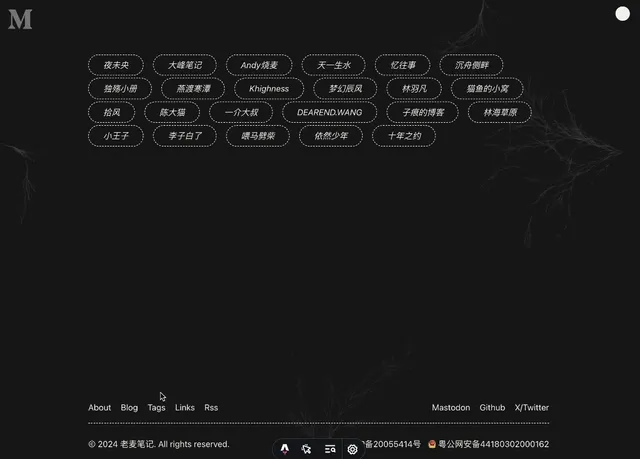 M
夜未央 大峰笔记 Andy烧麦 天一生水 忆往事 沉舟侧畔
独殇小册 燕渡寒潭 Khighness 梦幻辰风 林羽凡 猫鱼的小窝
拾风 陈大猫 一介大叔 DEAREND.WANG 子痕的博客 林海草原
小王子 李子白了 喂马劈柴 依然少年 十年之约
About Blog Tags Links Rss Mastodon Github X/Twitter
© 2024 老麦笔记. All rights reserved. 备20055414号 粤公网安备44180302000162